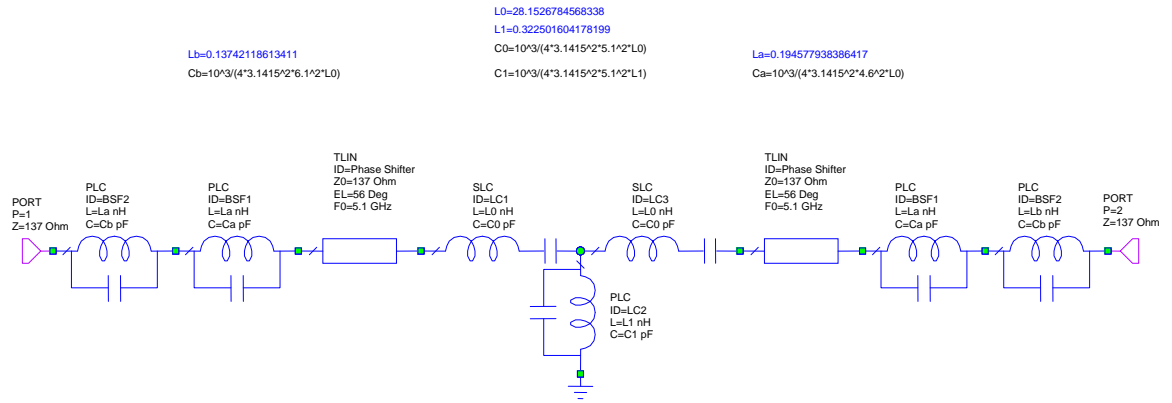 L0=28.1526784568338
L1=0.322501604178199
C0=10^3/(4*3.1415^2*5.1^2*L0)
C1=10^3/(4*3.1415^2*5.1^2*L1)
Lb=0.13742118613411
Cb=10^3/(4*3.1415^2*6.1^2*L0)
La=0.194577938386417
Ca=10^3/(4*3.1415^2*4.6^2*L0)
PORT
P=1
Z=137 Ohm
PLC
ID=BSF2
L=La nH
C=Cb pF
PLC
ID=BSF1
L=La nH
C=Ca pF
TLIN
ID=Phase Shifter
Z0=137 Ohm
EL=56 Deg
F0=5.1 GHz
SLC
ID=LC1
L=L0 nH
C=C0 pF
SLC
ID=LC3
L=L0 nH
C=C0 pF
PLC
ID=LC2
L=L1 nH
C=C1 pF
TLIN
ID=Phase Shifter
Z0=137 Ohm
EL=56 Deg
F0=5.1 GHz
PLC
ID=BSF1
L=La nH
C=Ca pF
PLC
ID=BSF2
L=Lb nH
C=Cb pF
PORT
P=2
Z=137 Ohm